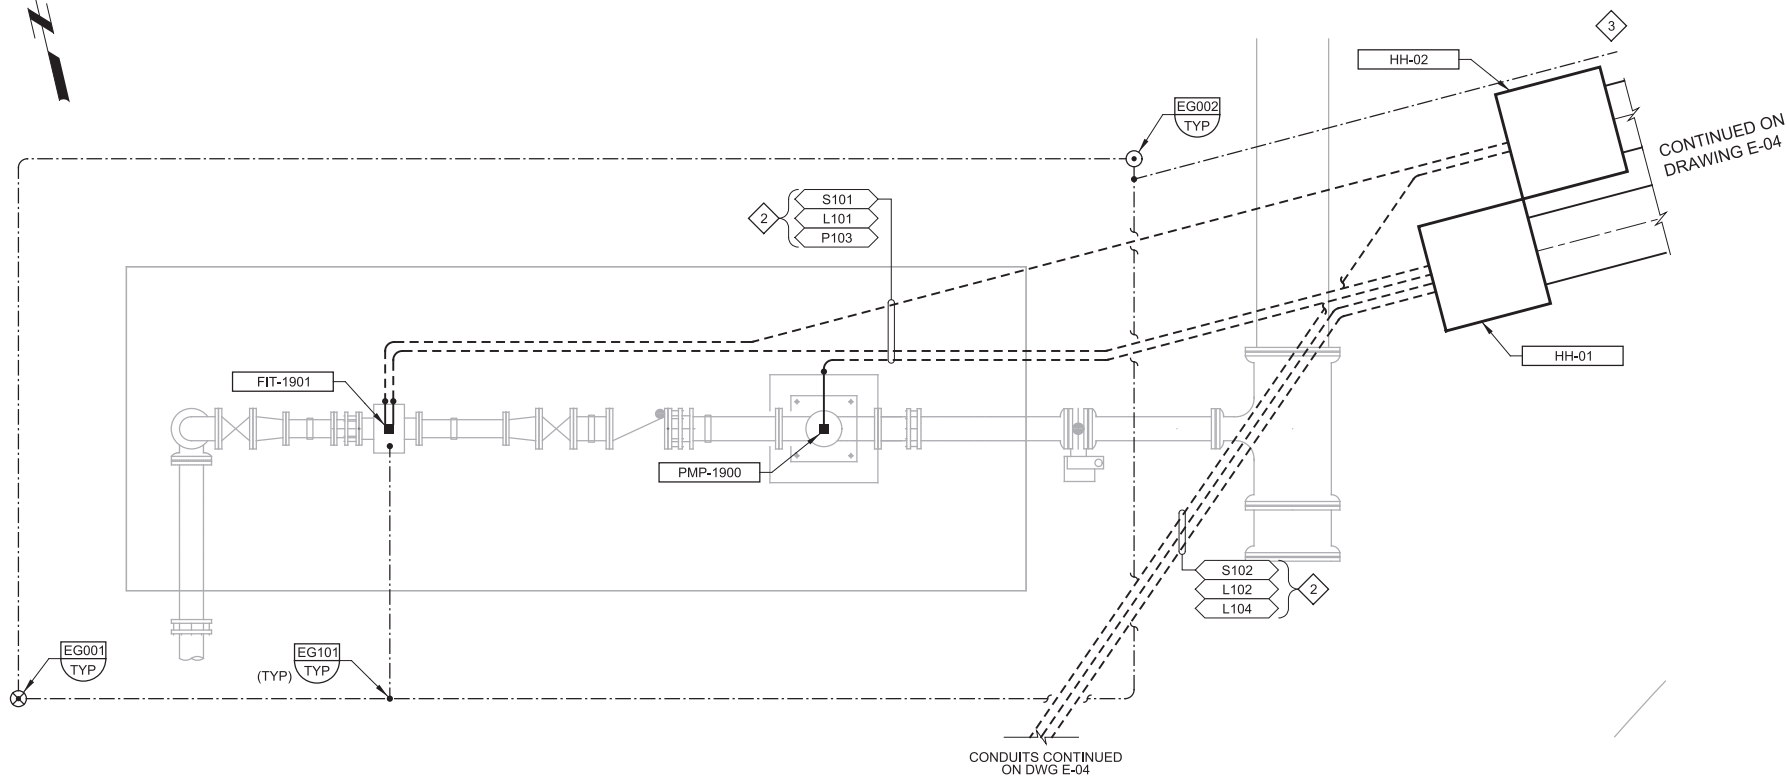 3
HH-02
EG002
TYP
CONTINUED ON
DRAWING E-04
2
S101
L101
P103
HH-01
FIT-1901
PMP-1900
S102
L102
L104
2
EG001
TYP
EG101
TYP
(TYP)
CONDUITS CONTINUED
ON DWG E-04